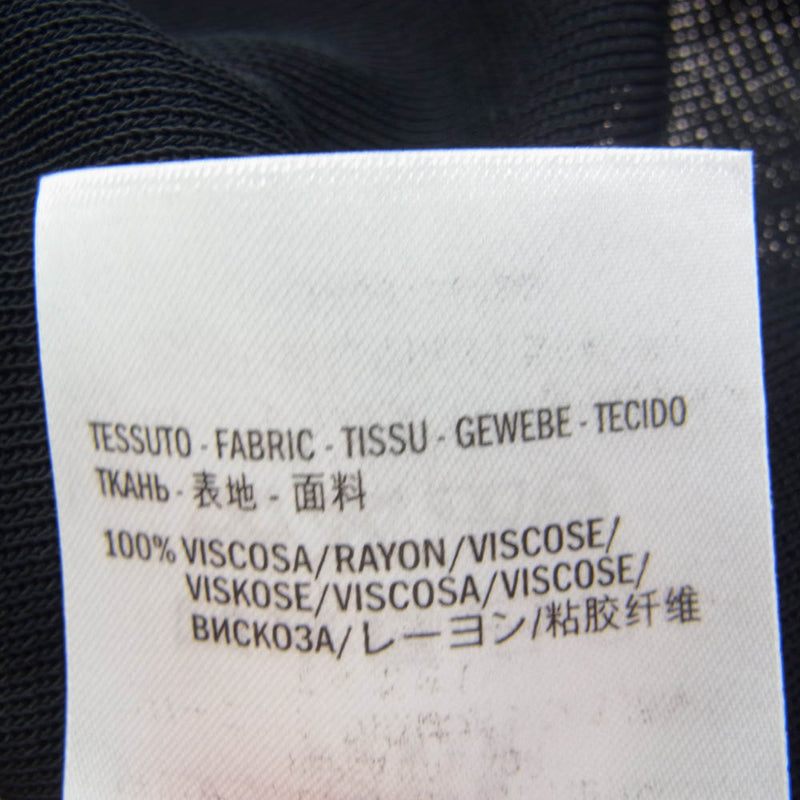 TESSUTO - FABRIC - TISSU - GEWEBE - TECIDO
ТКАНЬ - 表地 - 面料
100% VISCOSA/RAYON/VISCOSE/
VISKOSE/VISCOSA/VISCOSE/
ВИСКОЗА/レーヨン/粘胶纤维